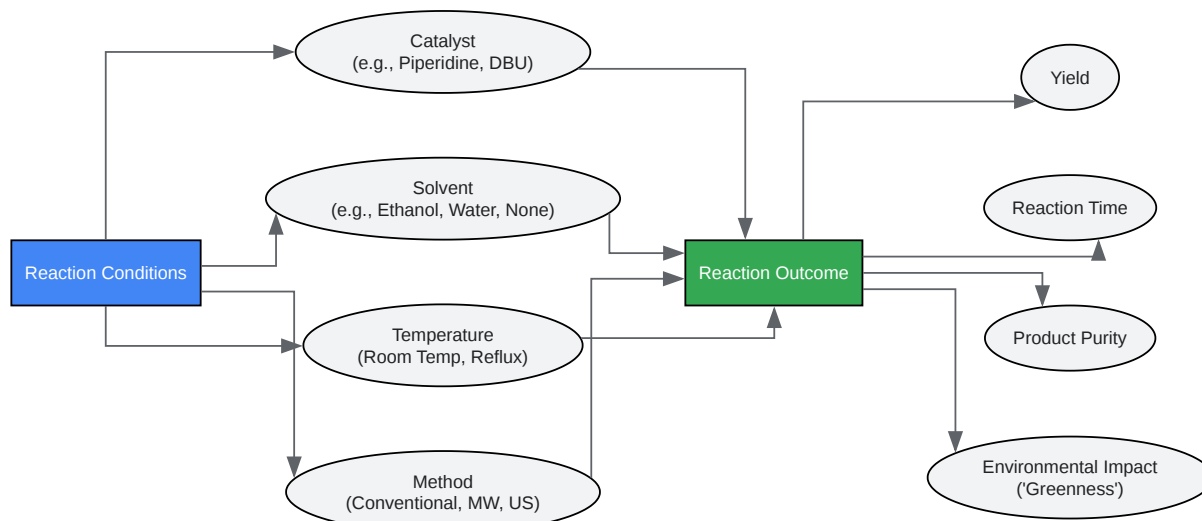 Reaction Conditions
Catalyst
(e.g., Piperidine, DBU)
Solvent
(e.g., Ethanol, Water, None)
Temperature
(Room Temp, Reflux)
Method
(Conventional, MW, US)
Reaction Outcome
Yield
Reaction Time
Product Purity
Environmental Impact
('Greenness')